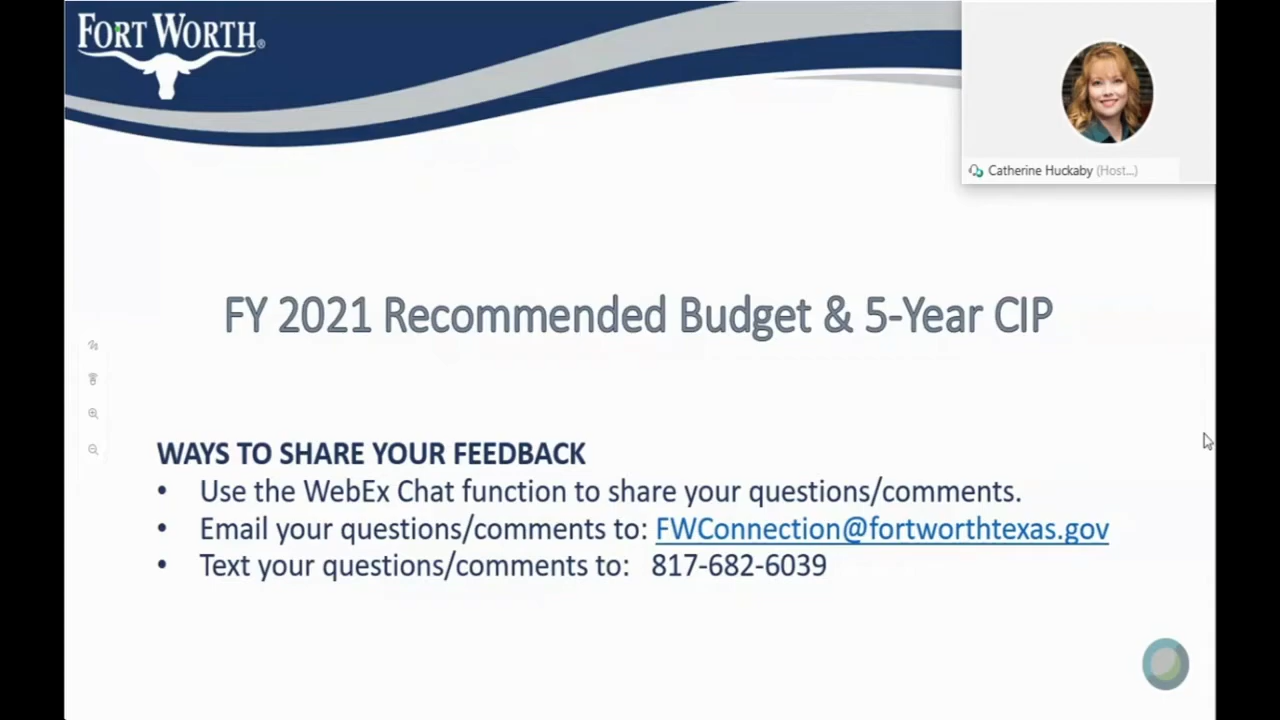 FORT WORTH®
Catherine Huckaby (Host...)
FY 2021 Recommended Budget & 5-Year CIP
WAYS TO SHARE YOUR FEEDBACK
• Use the WebEx Chat function to share your questions/comments.
• Email your questions/comments to: FWConnection@fortworthtexas.gov
• Text your questions/comments to: 817-682-6039